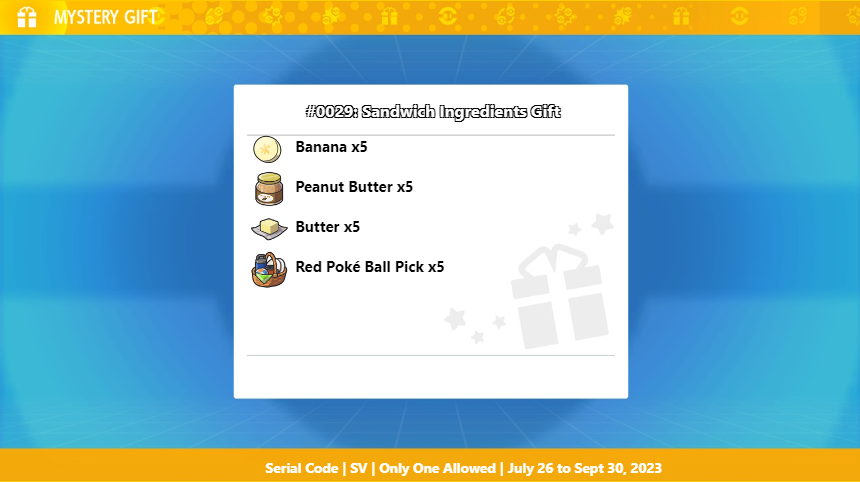 MYSTERY GIFT
#0029: Sandwich Ingredients Gift
Banana x5
Peanut Butter x5
Butter x5
Red Poké Ball Pick x5
Serial Code | SV | Only One Allowed | July 26 to Sept 30, 2023